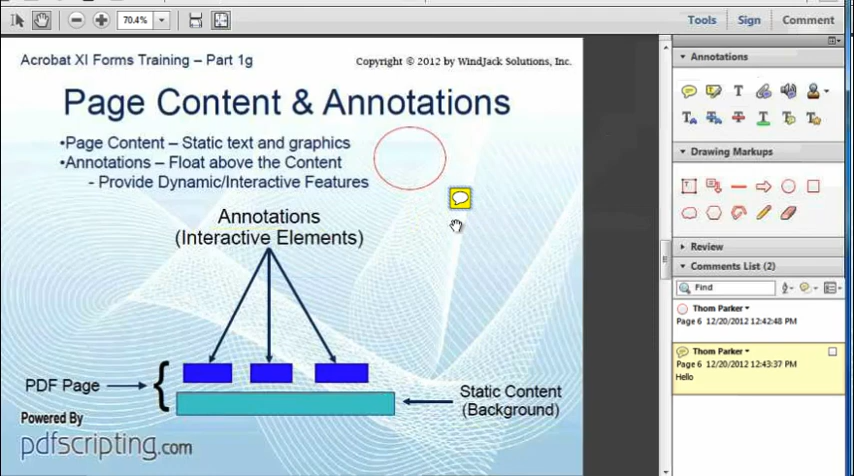 70.4%
Tools
Sign
Comment
Acrobat XI Forms Training – Part 1g
Copyright © 2012 by WindJack Solutions, Inc.
Page Content & Annotations
•Page Content – Static text and graphics
•Annotations – Float above the Content
- Provide Dynamic/Interactive Features
Annotations
(Interactive Elements)
PDF Page
Static Content
(Background)
Powered By
pdfscripting.com
Annotations
Drawing Markups
Review
Comments List (2)
Find
Thom Parker
Page 6 12/20/2012 12:42:48 PM
Thom Parker
Page 6 12/20/2012 12:43:37 PM
Hello